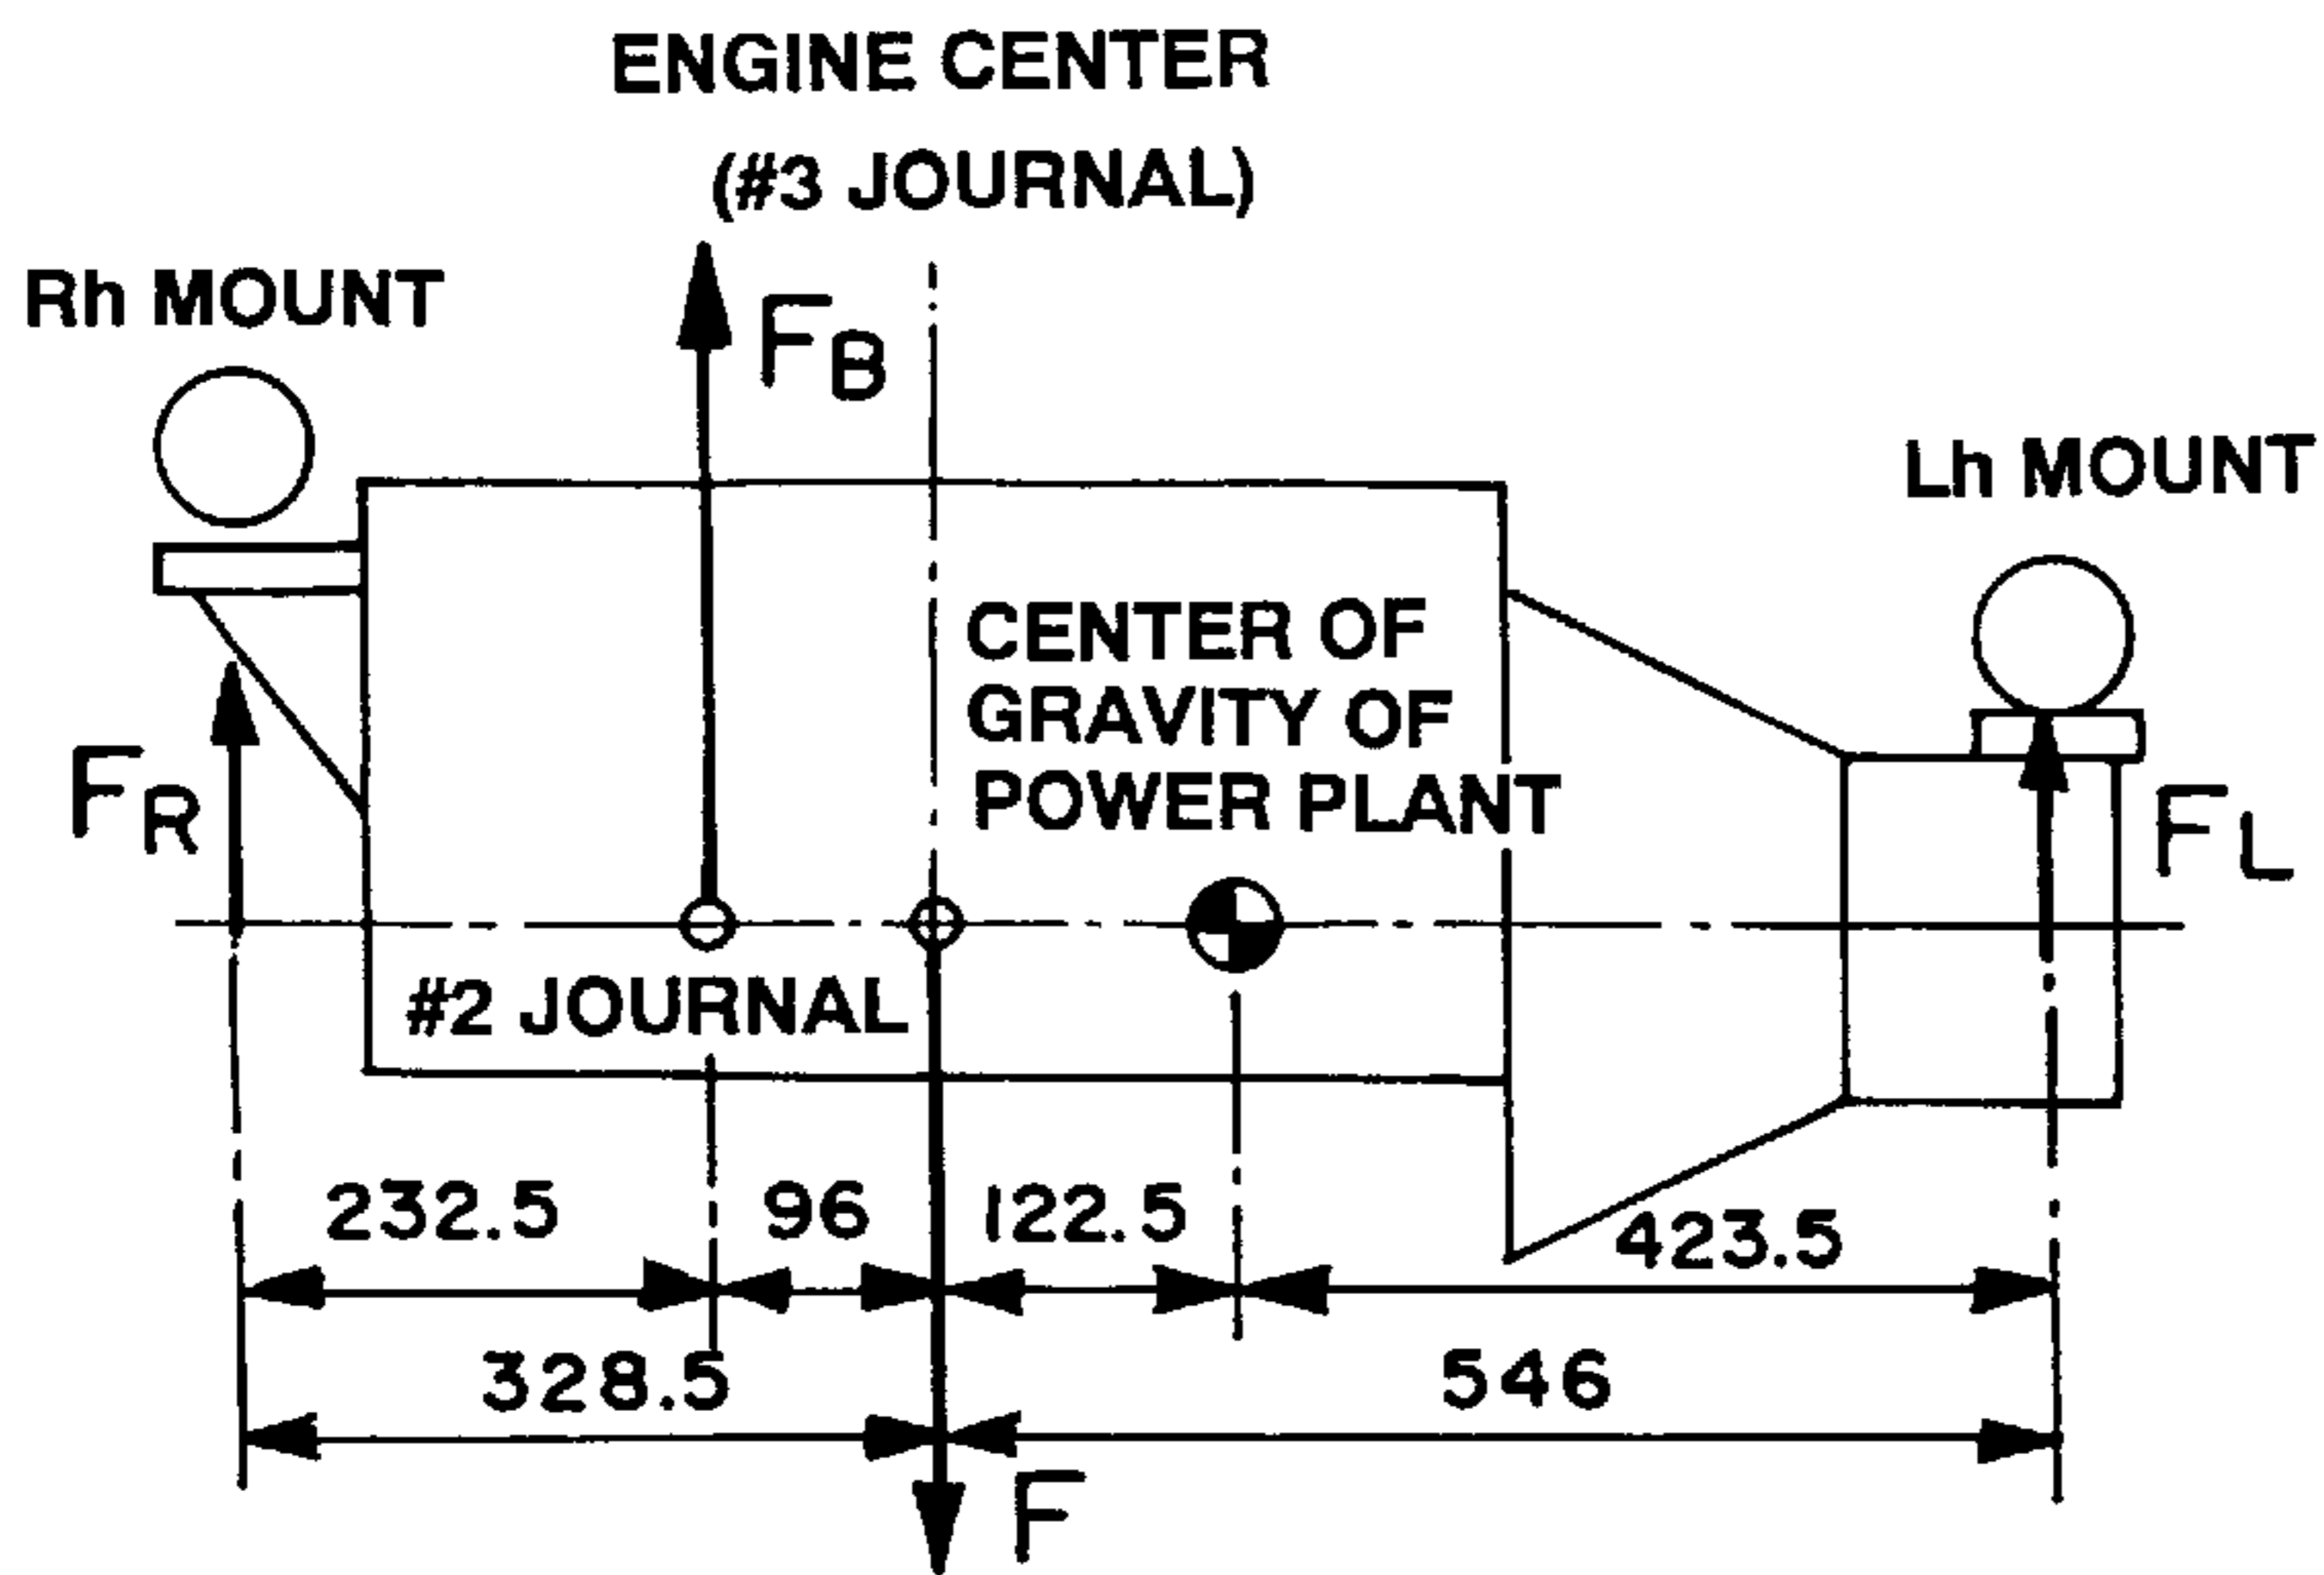 ENGINE CENTER
(#3 JOURNAL)
Rh MOUNT
FB
Lh MOUNT
CENTER OF
GRAVITY OF
POWER PLANT
FR
FL
#2 JOURNAL
232.5
96
122.5
423.5
328.5
546
F